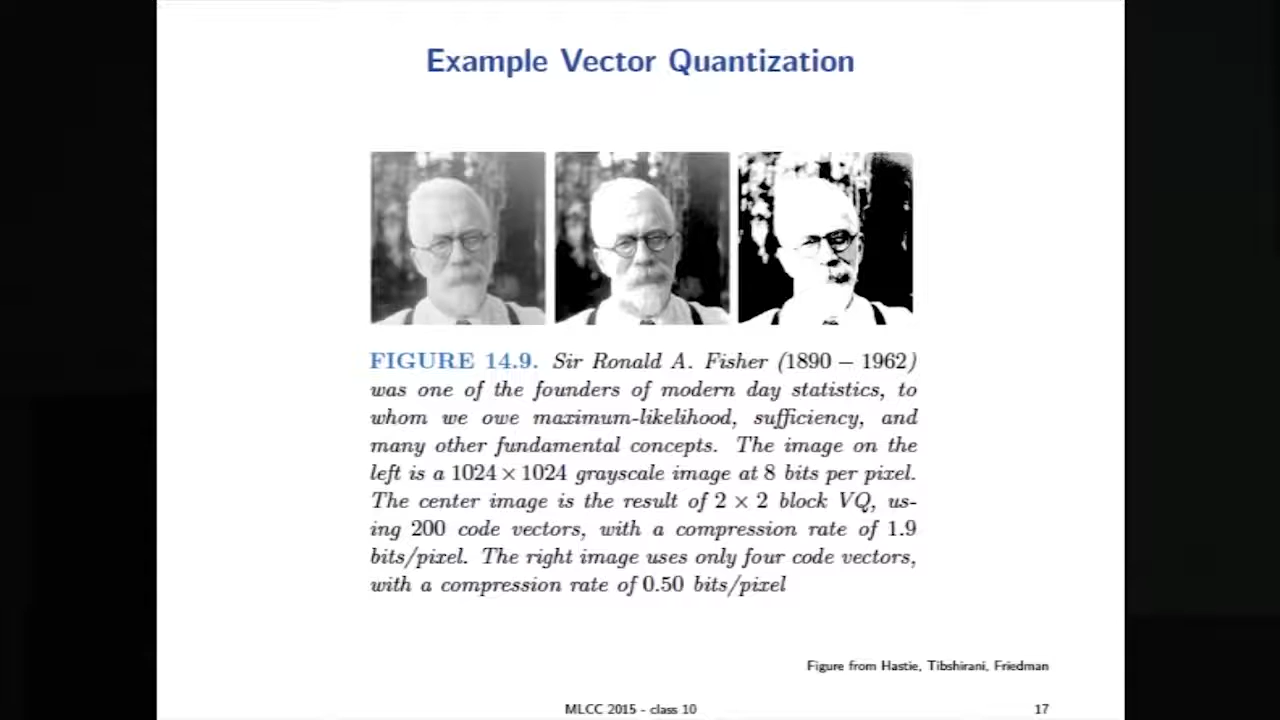 Example Vector Quantization
FIGURE 14.9. Sir Ronald A. Fisher (1890 – 1962)
was one of the founders of modern day statistics, to
whom we owe maximum-likelihood, sufficiency, and
many other fundamental concepts. The image on the
left is a 1024 × 1024 grayscale image at 8 bits per pixel.
The center image is the result of 2 × 2 block VQ, us-
ing 200 code vectors, with a compression rate of 1.9
bits/pixel. The right image uses only four code vectors,
with a compression rate of 0.50 bits/pixel
Figure from Hastie, Tibshirani, Friedman
MLCC 2015 - class 10
17